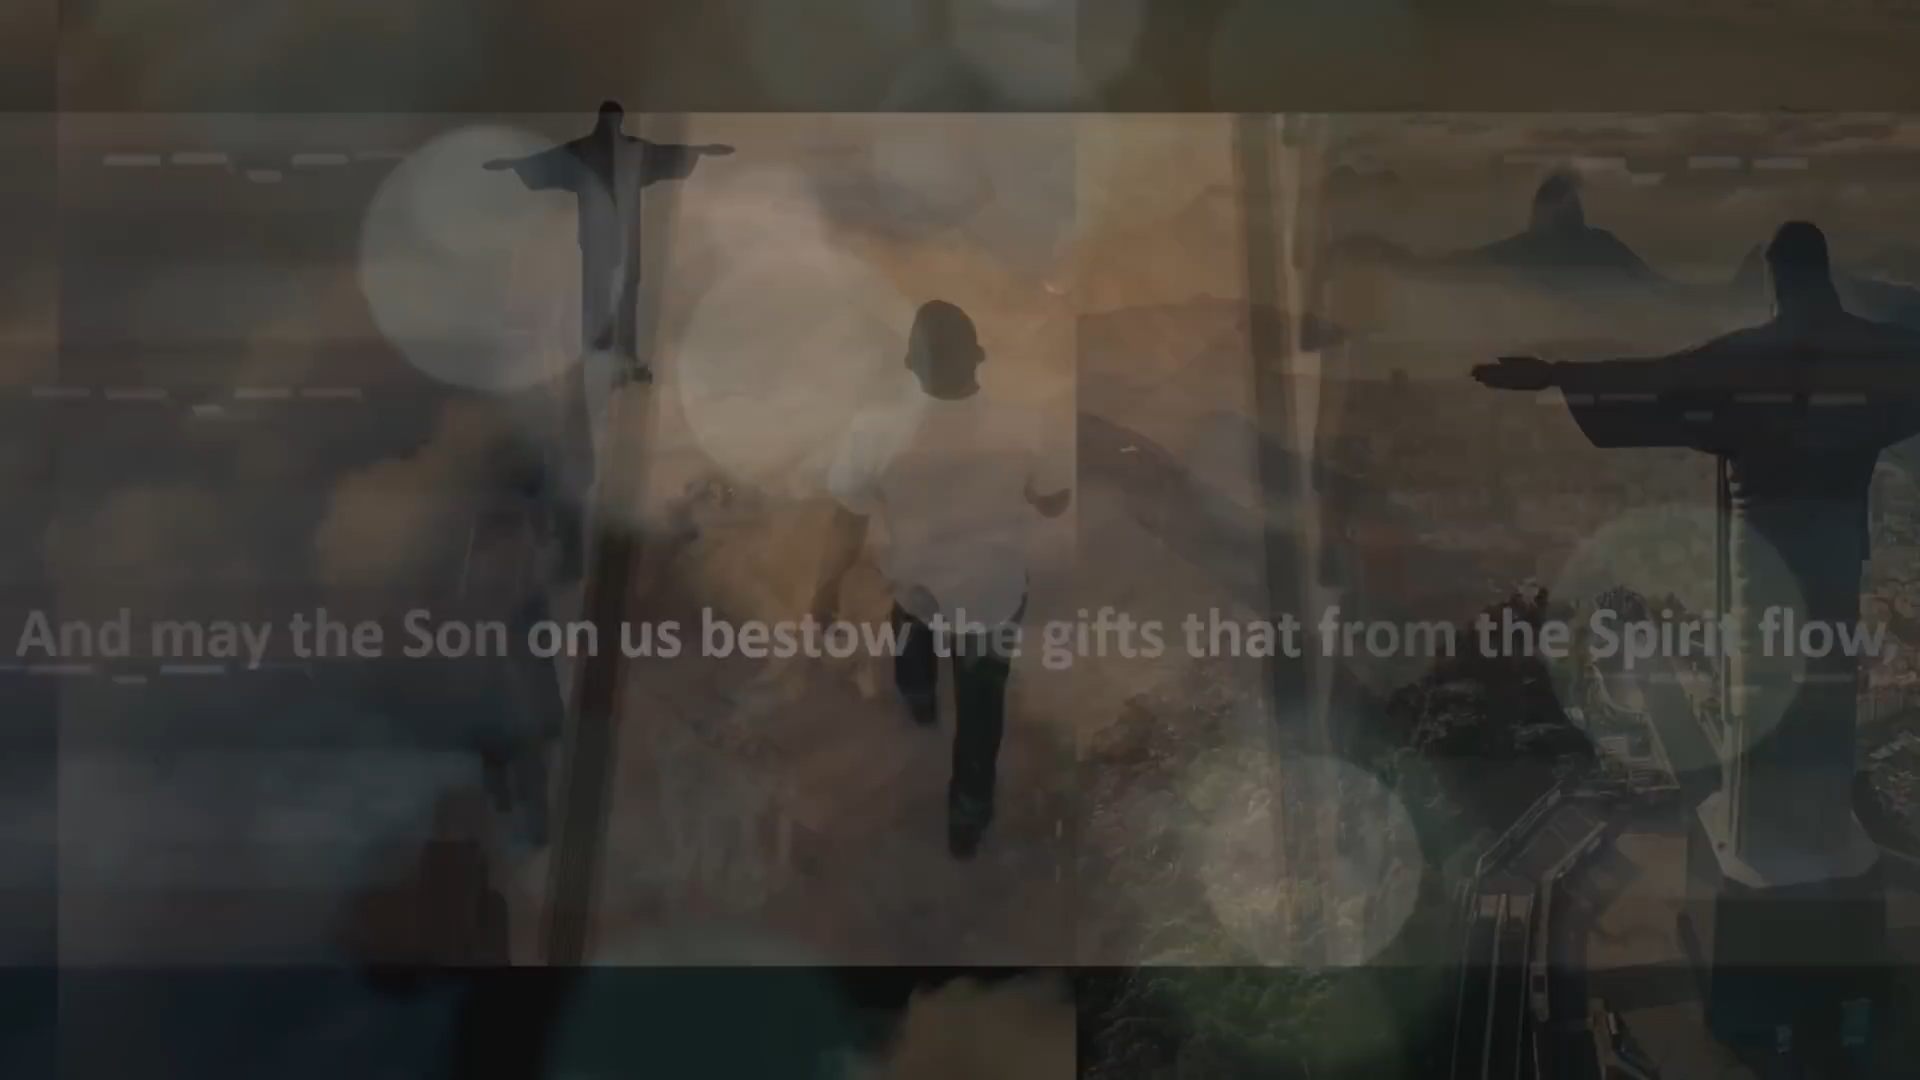 And may the Son on us bestow the gifts that from the Spirit flow,